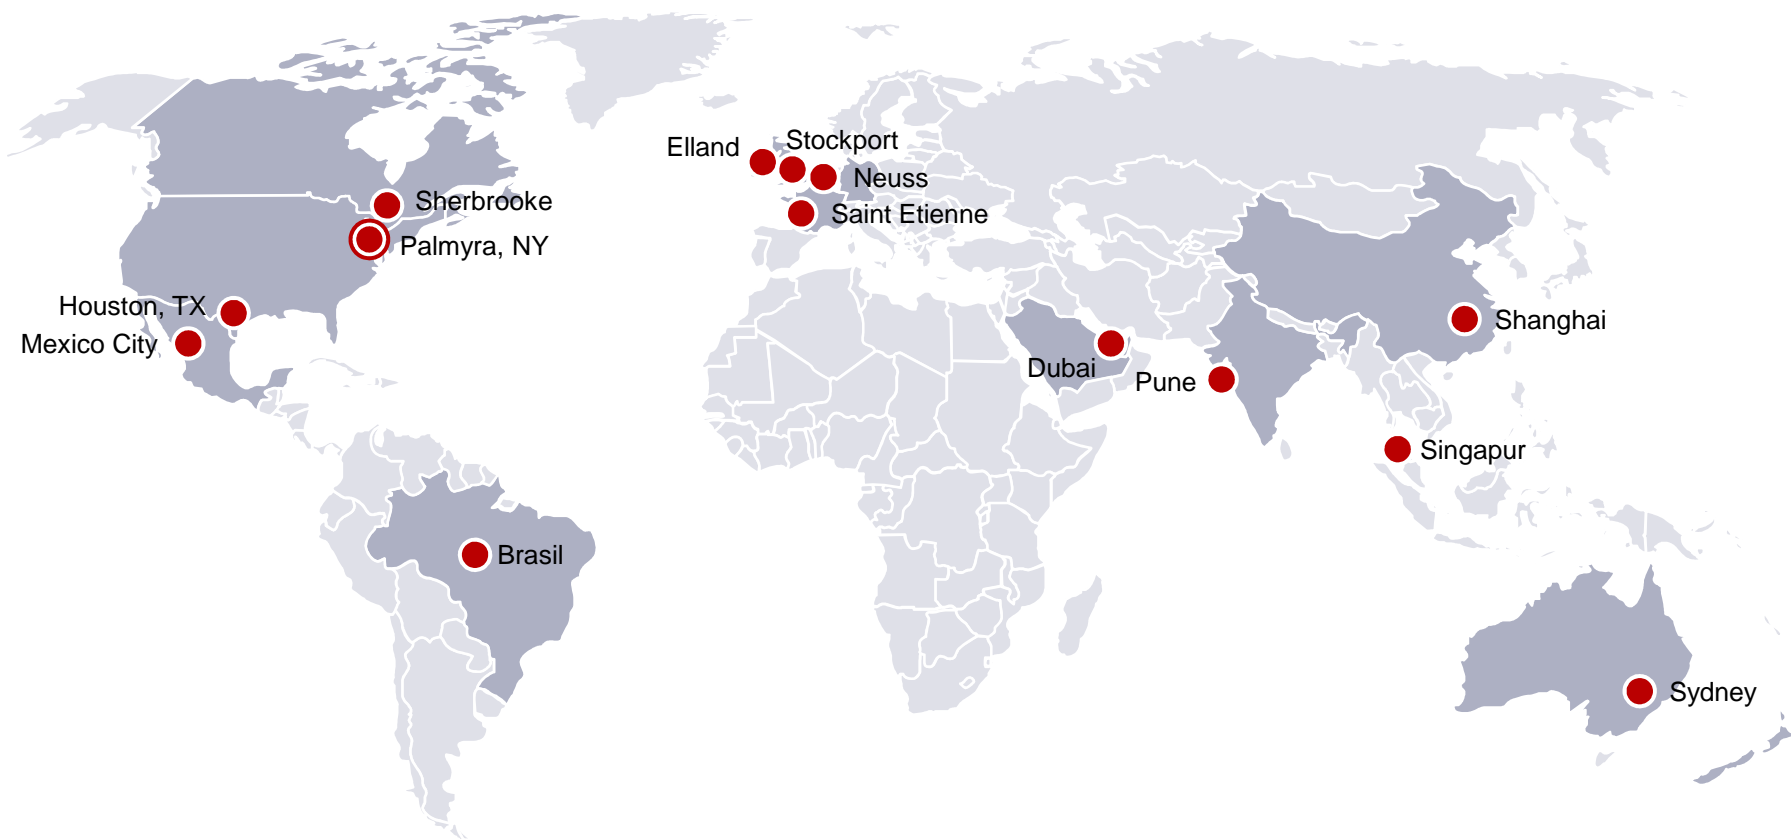 Stockport
Elland
Neuss
Sherbrooke
Saint Etienne
Palmyra, NY
Houston, TX
Shanghai
Mexico City
Dubai
Pune
Singapur
Brasil
Sydney